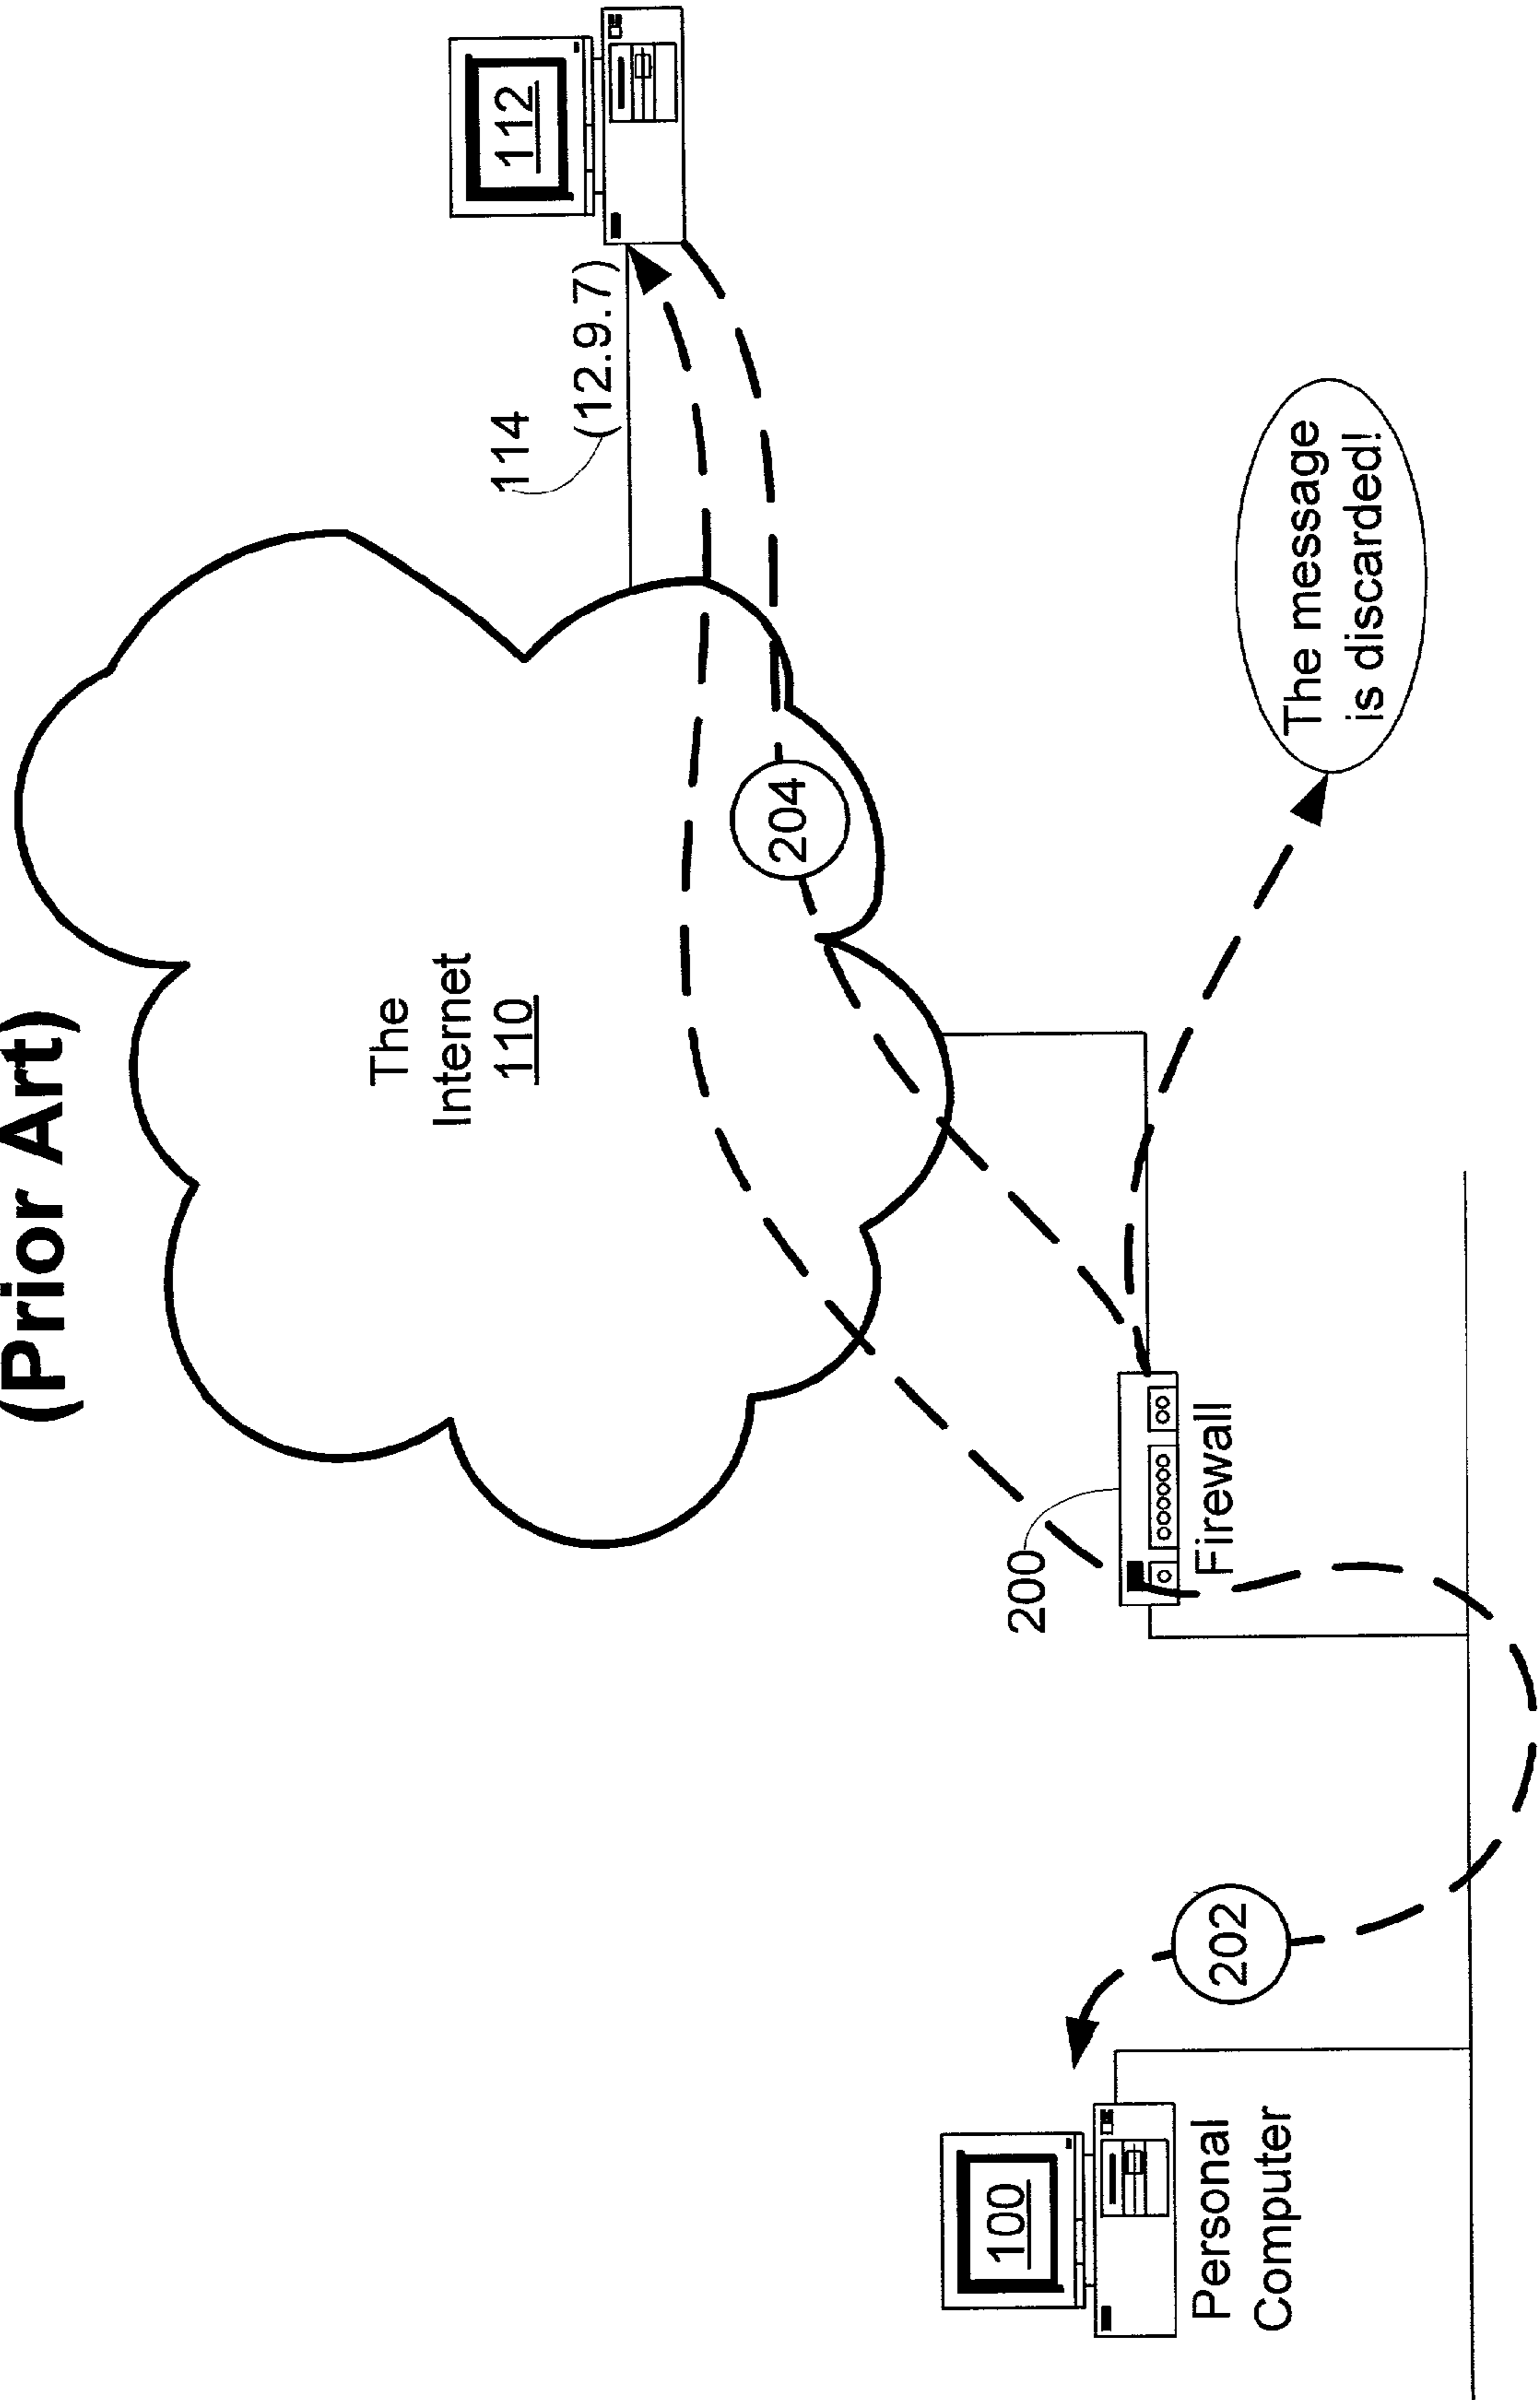 (Prior Art)
112
114
(12.9.7)
The
Internet
110
204
The message
is discarded!
200
Firewall
202
100
Personal
Computer